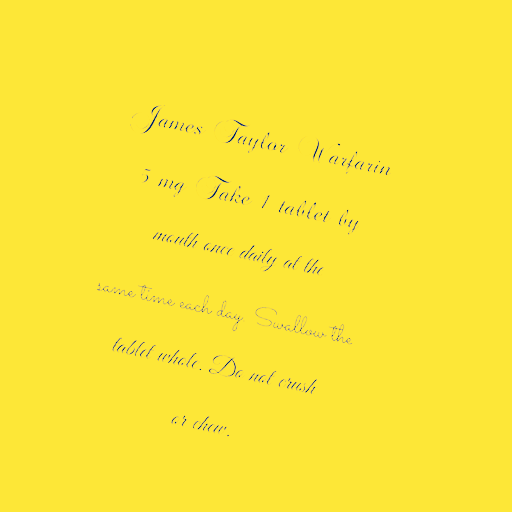 James Taylor Warfarin
5 mg Take 1 tablet by
mouth once daily at the
same time each day. Swallow the
tablet whole. Do not crush
or chew.